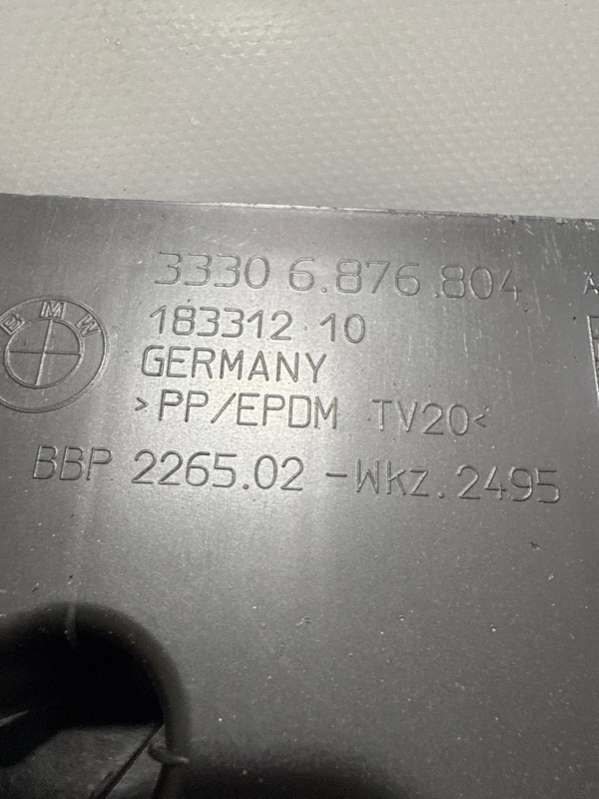 3330 6.876.804
BMW
183312 10
GERMANY
>PP/EPDM TV20<
BBP 2265.02 -Wkz.2495